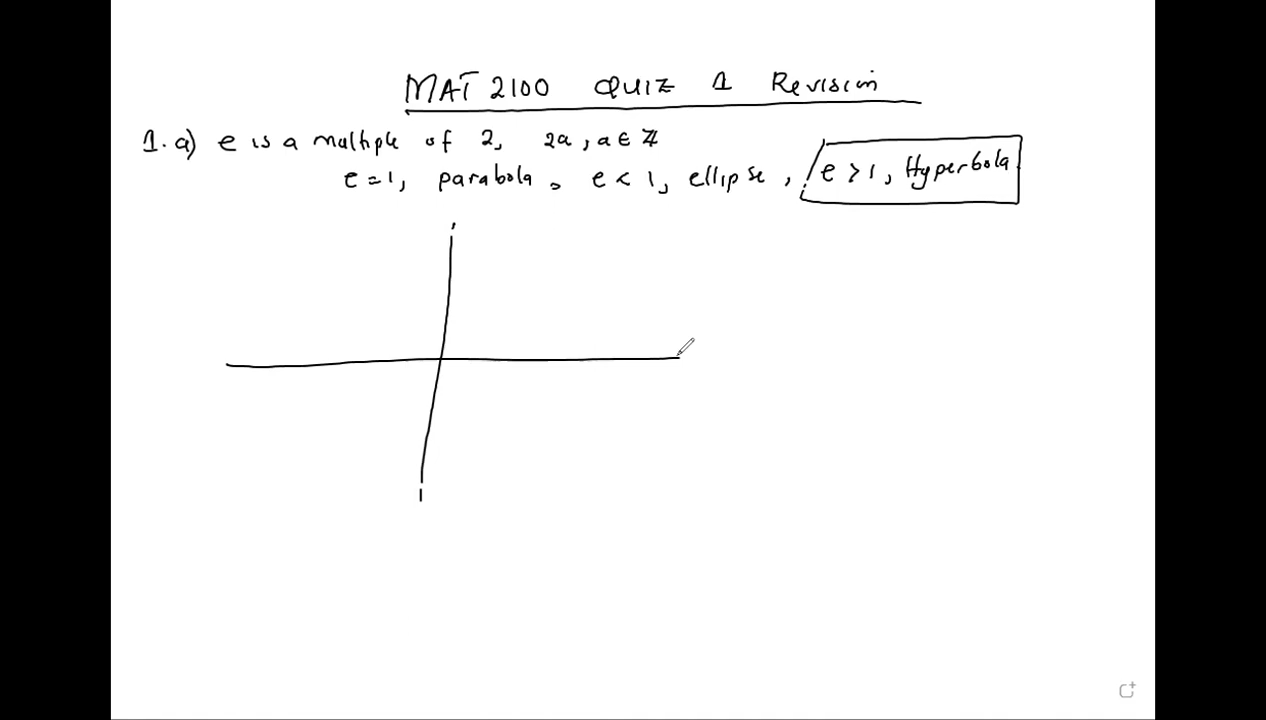 MAT 2100 QUIZ 1 Revision
1. a) e is a multiple of 2, 2a, a ∈ ℤ
e = 1, parabola, e < 1, ellipse, e > 1, Hyperbola